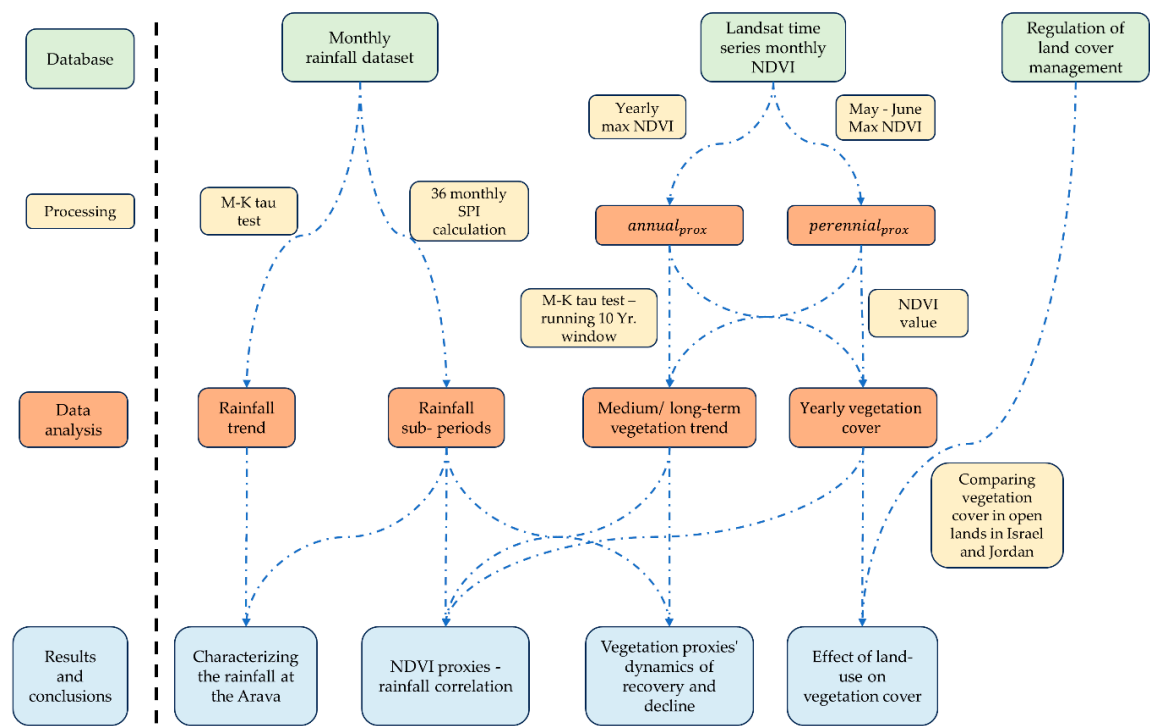 Database
Monthly
rainfall dataset
Landsat time
series monthly
NDVI
Regulation of
land cover
management
Yearly
max NDVI
May - June
Max NDVI
Processing
M-K tau
test
36 monthly
SPI
calculation
annual_prox
perennial_prox
M-K tau test –
running 10 Yr.
window
NDVI
value
Data
analysis
Rainfall
trend
Rainfall
sub- periods
Medium/ long-term
vegetation trend
Yearly vegetation
cover
Comparing
vegetation
cover in open
lands in Israel
and Jordan
Results
and
conclusions
Characterizing
the rainfall at
the Arava
NDVI proxies -
rainfall correlation
Vegetation proxies'
dynamics of
recovery and
decline
Effect of land-
use on
vegetation cover